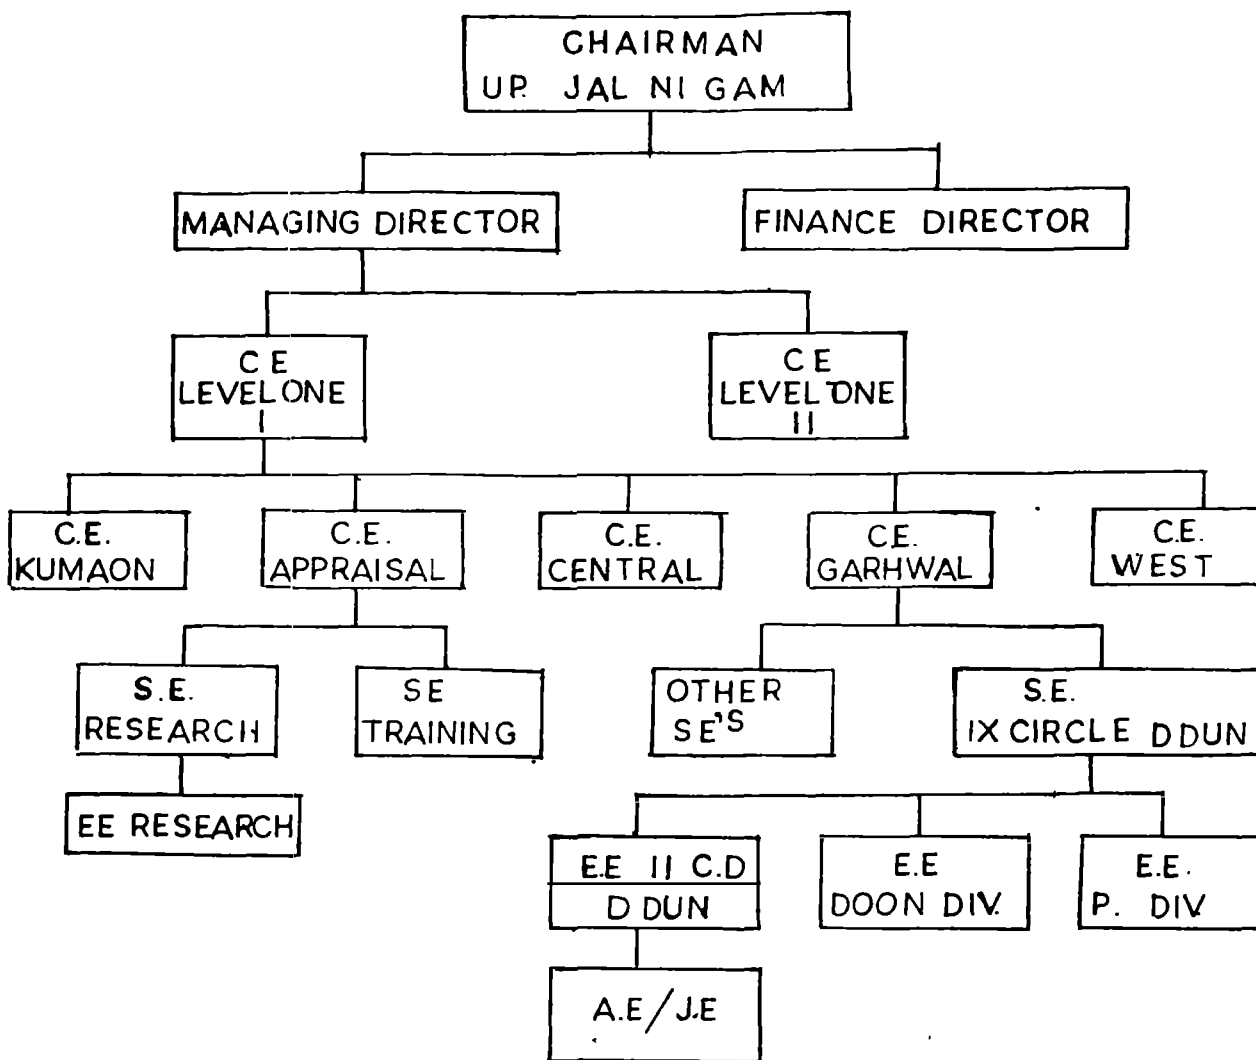 CHAIRMAN
UP. JAL NIGAM
MANAGING DIRECTOR
FINANCE DIRECTOR
C E
LEVEL ONE
I
C E
LEVEL ONE
II
C.E.
KUMAON
C.E.
APPRAISAL
C.E.
CENTRAL
C.E.
GARHWAL
C.E.
WEST
S.E.
RESEARCH
SE
TRAINING
OTHER
SE'S
S.E.
IX CIRCLE D DUN
EE RESEARCH
E.E II C.D
D DUN
E.E
DOON DIV.
E.E.
P. DIV.
A.E/J.E